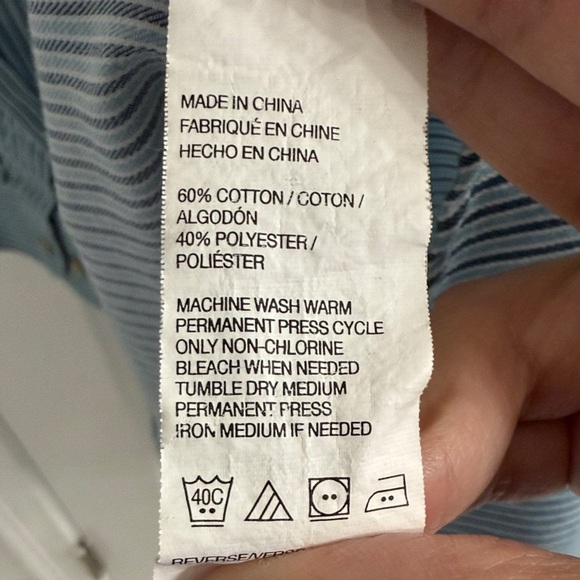 MADE IN CHINA
FABRIQUÉ EN CHINE
HECHO EN CHINA
60% COTTON / COTON /
ALGODÓN
40% POLYESTER /
POLIÉSTER
MACHINE WASH WARM
PERMANENT PRESS CYCLE
ONLY NON-CHLORINE
BLEACH WHEN NEEDED
TUMBLE DRY MEDIUM
PERMANENT PRESS
IRON MEDIUM IF NEEDED
40C